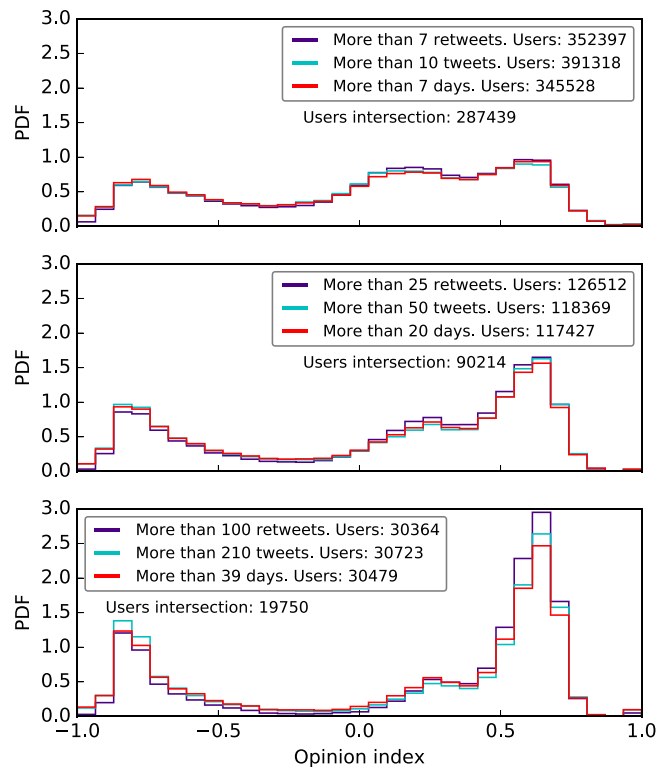 3.0
More than 7 retweets. Users: 352397
2.5
More than 10 tweets. Users: 391318
2.0
More than 7 days. Users: 345528
Users intersection: 287439
1.5
PDF
1.0
0.5
0.0
3.0
More than 25 retweets. Users: 126512
2.5
More than 50 tweets. Users: 118369
2.0
More than 20 days. Users: 117427
Users intersection: 90214
1.5
PDF
1.0
0.5
0.0
3.0
More than 100 retweets. Users: 30364
2.5
More than 210 tweets. Users: 30723
2.0
More than 39 days. Users: 30479
Users intersection: 19750
1.5
PDF
1.0
0.5
0.0
−1.0 −0.5 0.0 0.5 1.0
Opinion index